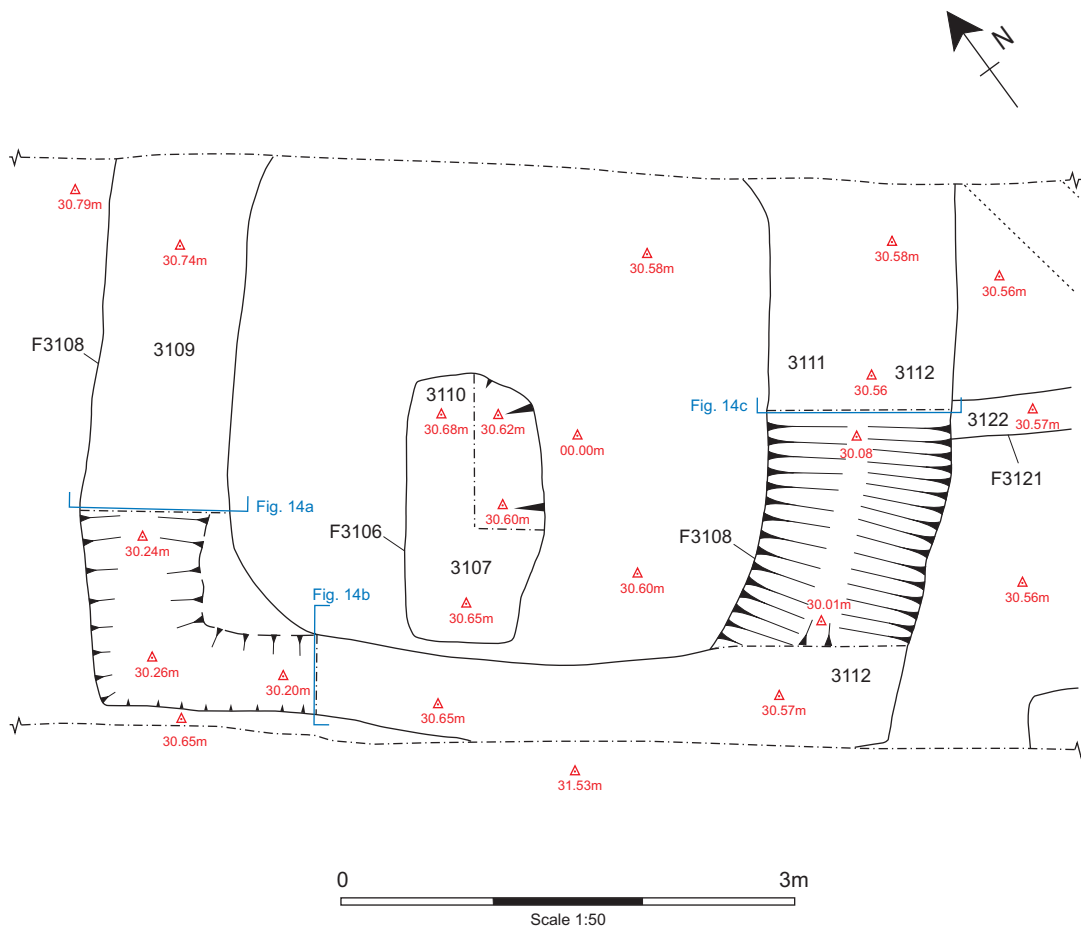 N
30.79m
30.74m
30.58m
30.58m
30.56m
F3108
3109
3111
3112
30.56
3110
30.68m
30.62m
Fig. 14c
3122
30.57m
00.00m
30.08
F3121
Fig. 14a
30.60m
30.24m
F3106
F3108
3107
30.60m
30.56m
Fig. 14b
30.65m
30.01m
30.26m
30.20m
3112
30.65m
30.57m
30.65m
31.53m
0
3m
Scale 1:50